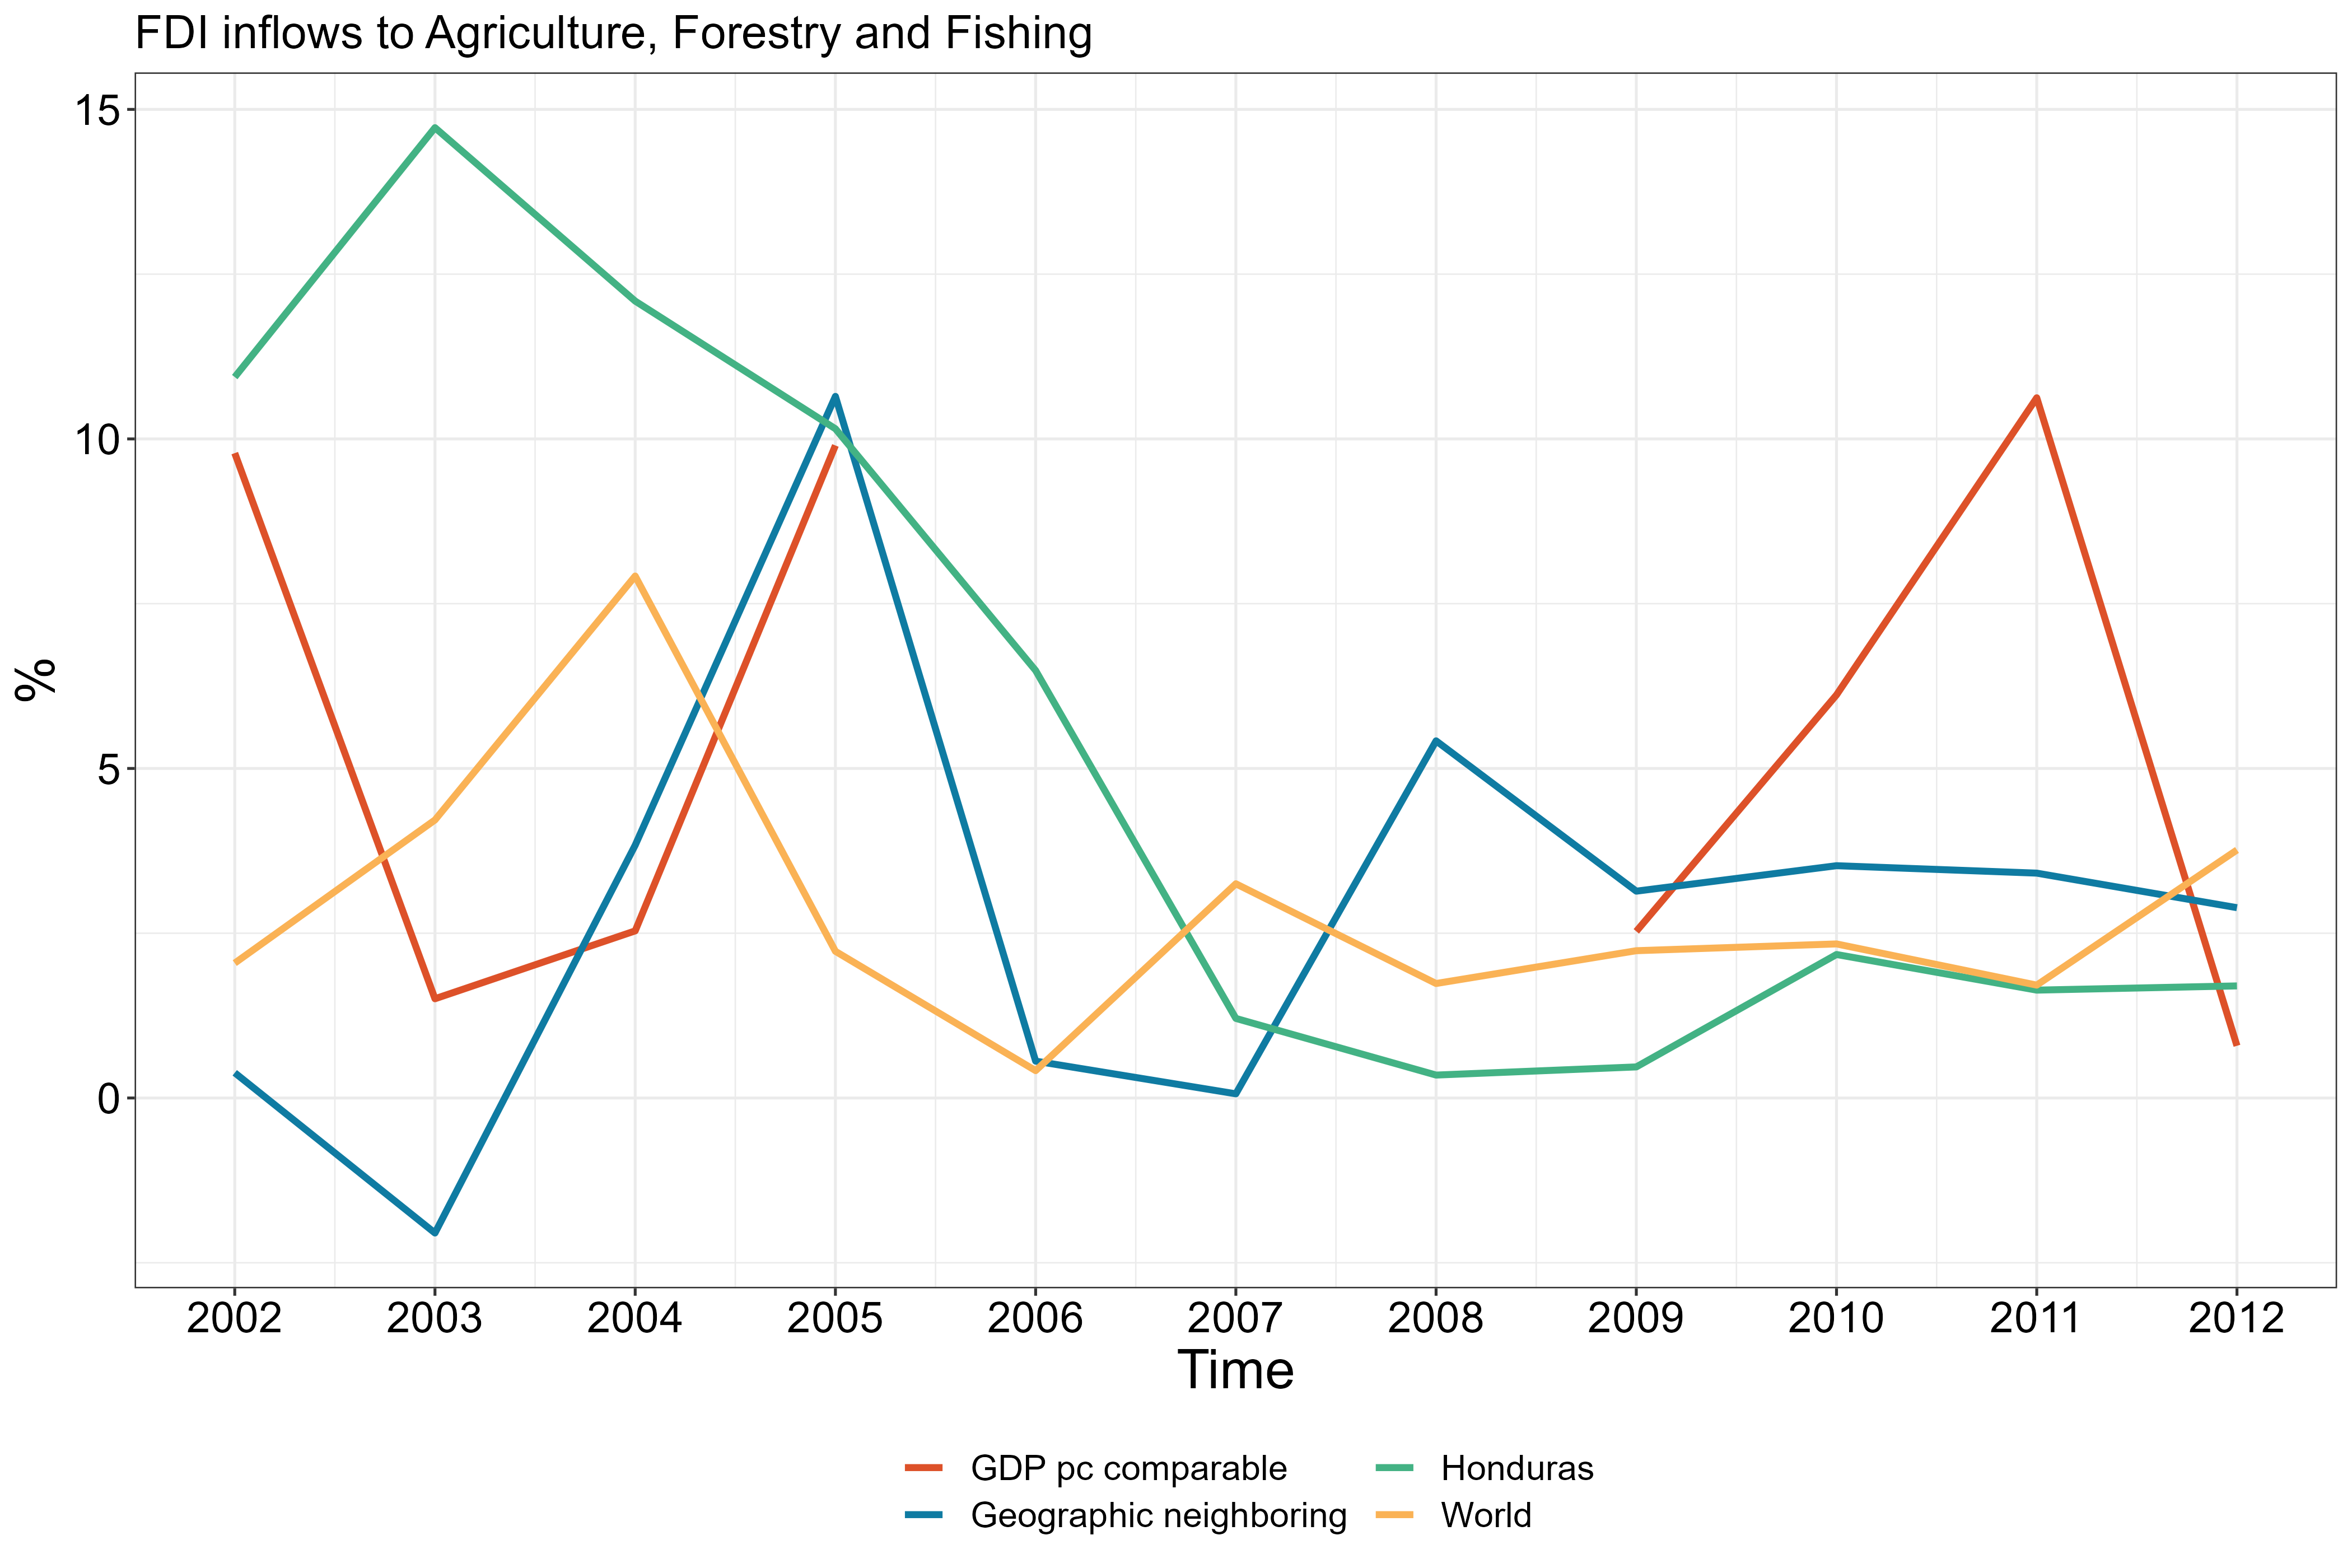 FDI inflows to Agriculture, Forestry and Fishing
15
10
5
0
%
2002 2003 2004 2005 2006 2007 2008 2009 2010 2011 2012
Time
GDP pc comparable Honduras
Geographic neighboring World